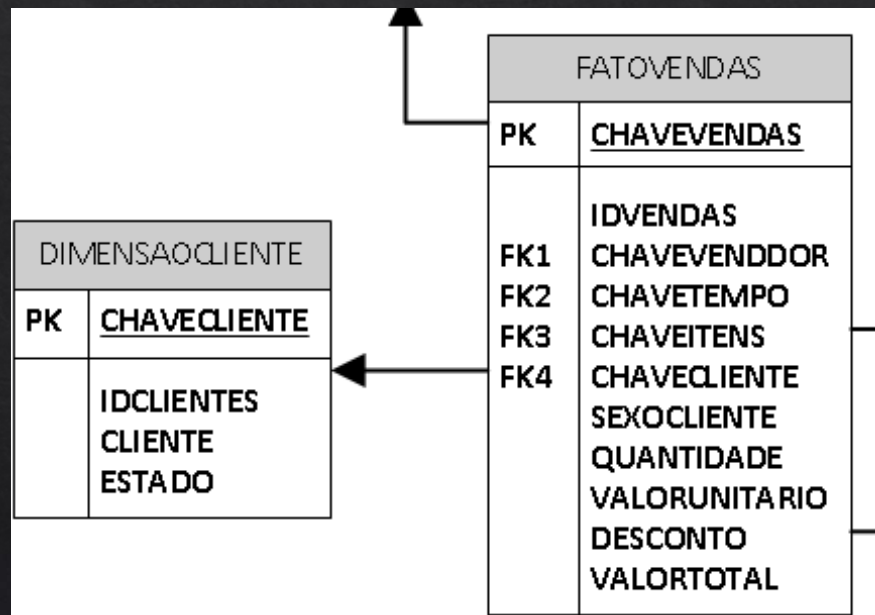 FATOVENDAS
PK CHAVEVENDAS
IDVENDAS
FK1 CHAVEVENDDOR
FK2 CHAVETEMPO
FK3 CHAVEITENS
FK4 CHAVECLIENTE
SEXOCLIENTE
QUANTIDADE
VALORUNITARIO
DESCONTO
VALORTOTAL
DIMENSAOCLIENTE
PK CHAVECLIENTE
IDCLIENTES
CLIENTE
ESTADO